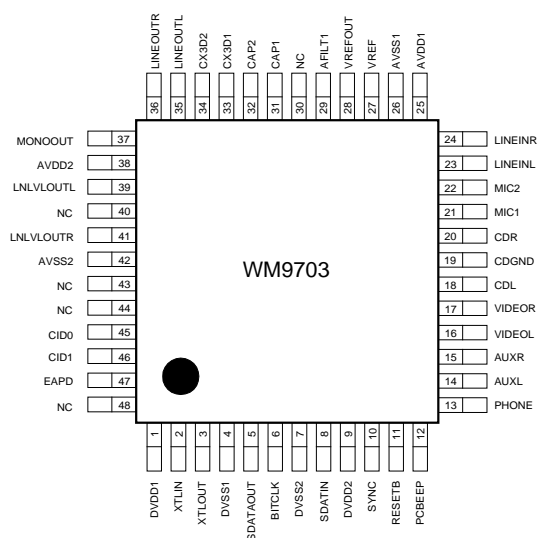 LINEOUTR LINEOUTL CX3D2 CX3D1 CAP2 CAP1 NC AFILT1 VREFOUT VREF AVSS1 AVDD1
36 35 34 33 32 31 30 29 28 27 26 25
MONOOUT 37 24 LINEINR
AVDD2 38 23 LINEINL
LNLVLOUTL 39 22 MIC2
NC 40 21 MIC1
LNLVLOUTR 41 20 CDR
AVSS2 42 19 CDGND
WM9703
NC 43 18 CDL
NC 44 17 VIDEOR
CID0 45 16 VIDEOL
CID1 46 15 AUXR
EAPD 47 14 AUXL
NC 48 13 PHONE
1 2 3 4 5 6 7 8 9 10 11 12
DVDD1 XTLIN XTLOUT DVSS1 SDATAOUT BITCLK DVSS2 SDATIN DVDD2 SYNC RESETB PCBEEP